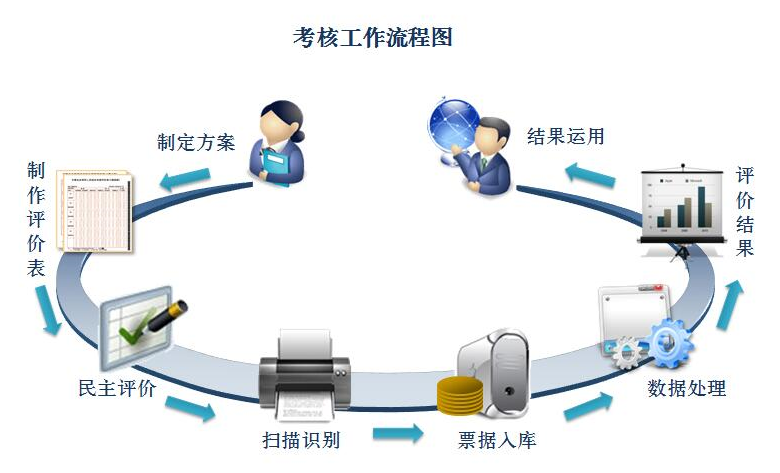 考核工作流程图
制定方案
制作评价表
民主评价
扫描识别
票据入库
数据处理
评价结果
结果运用